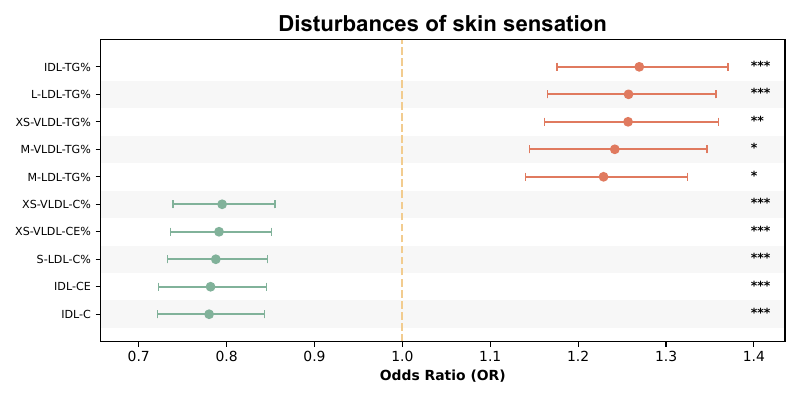 Disturbances of skin sensation
IDL-TG% ***
L-LDL-TG% ***
XS-VLDL-TG% **
M-VLDL-TG% *
M-LDL-TG% *
XS-VLDL-C% ***
XS-VLDL-CE% ***
S-LDL-C% ***
IDL-CE ***
IDL-C ***
0.7 0.8 0.9 1.0 1.1 1.2 1.3 1.4
Odds Ratio (OR)